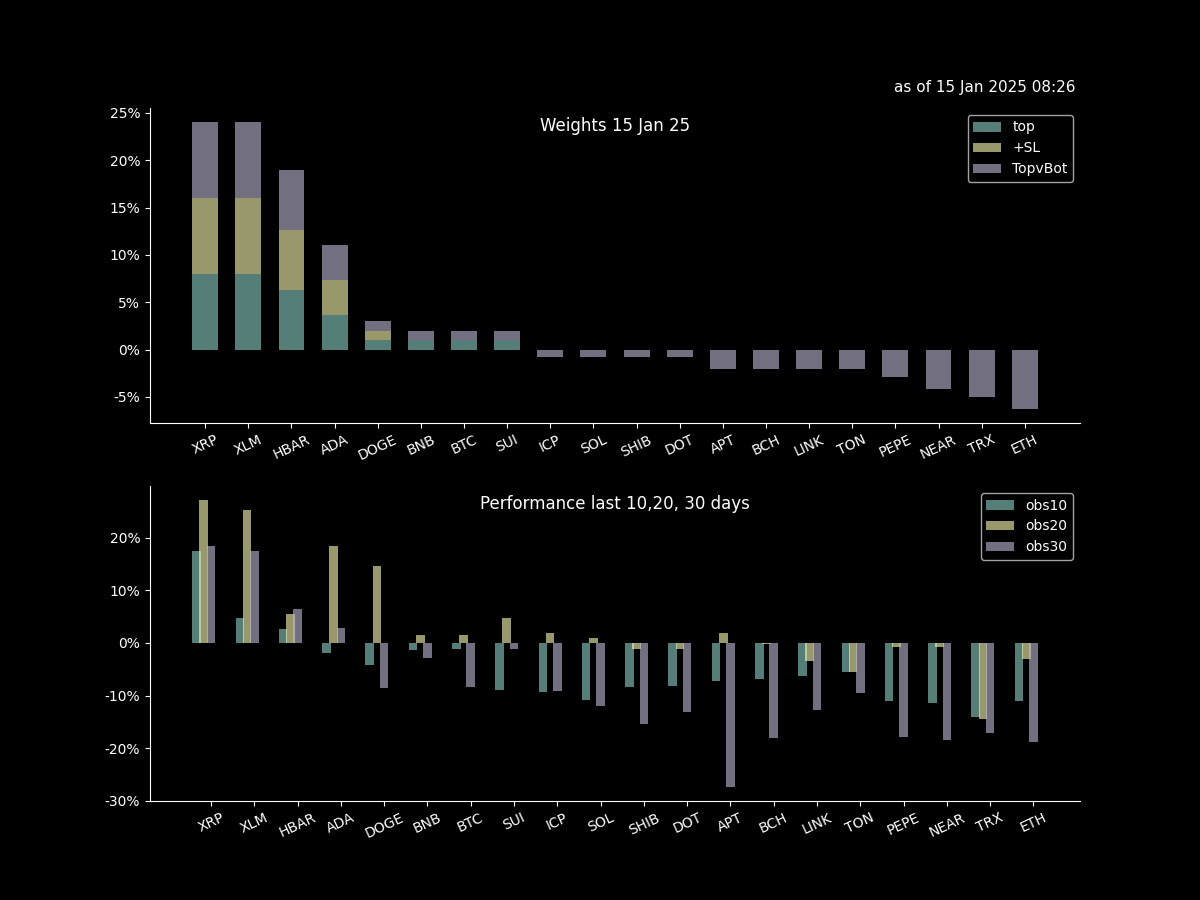 as of 15 Jan 2025 08:26
Weights 15 Jan 25
top
+SL
TopvBot
25%
20%
15%
10%
5%
0%
-5%
XRP XLM HBAR ADA DOGE BNB BTC SUI ICP SOL SHIB DOT APT BCH LINK TON PEPE NEAR TRX ETH
Performance last 10,20, 30 days
obs10
obs20
obs30
20%
10%
0%
-10%
-20%
-30%
XRP XLM HBAR ADA DOGE BNB BTC SUI ICP SOL SHIB DOT APT BCH LINK TON PEPE NEAR TRX ETH